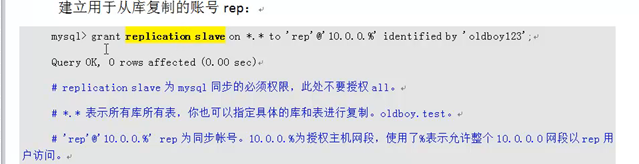 建立用于从库复制的账号 rep：
mysql> grant replication slave on *.* to 'rep'@'10.0.0.%' identified by 'oldboy123';
Query OK, 0 rows affected (0.00 sec)
# replication slave 为 mysql 同步的必须权限，此处不要授权 all。
# *.* 表示所有库所有表，你也可以指定具体的库和表进行复制。oldboy.test。
# 'rep'@'10.0.0.%' rep 为同步帐号。10.0.0.%为授权主机网段，使用了%表示允许整个 10.0.0.0 网段以 rep 用
户访问。